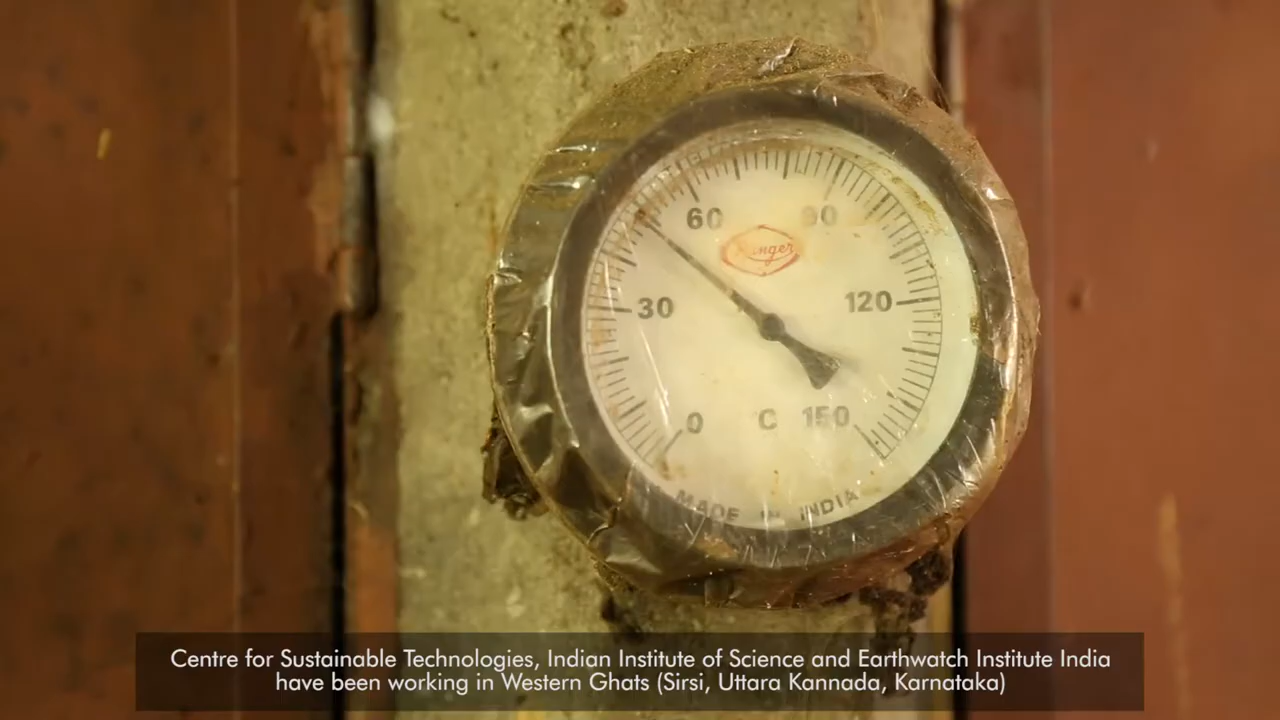 60 90
30 120
0 C 150
MADE IN INDIA
Centre for Sustainable Technologies, Indian Institute of Science and Earthwatch Institute India
have been working in Western Ghats (Sirsi, Uttara Kannada, Karnataka)